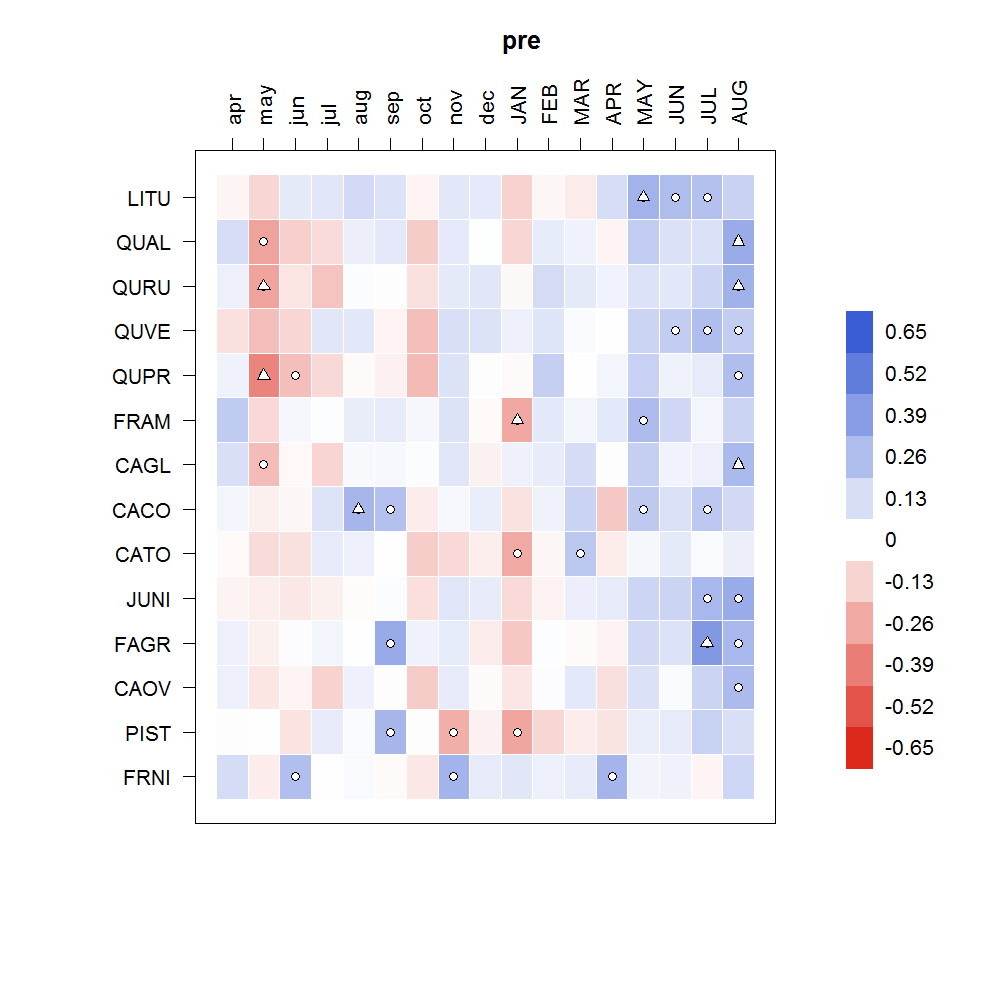 pre
apr may jun jul aug sep oct nov dec JAN FEB MAR APR MAY JUN JUL AUG
LITU
QUAL
QURU
QUVE
QUPR
FRAM
CAGL
CACO
CATO
JUNI
FAGR
CAOV
PIST
FRNI
0.65
0.52
0.39
0.26
0.13
0
-0.13
-0.26
-0.39
-0.52
-0.65